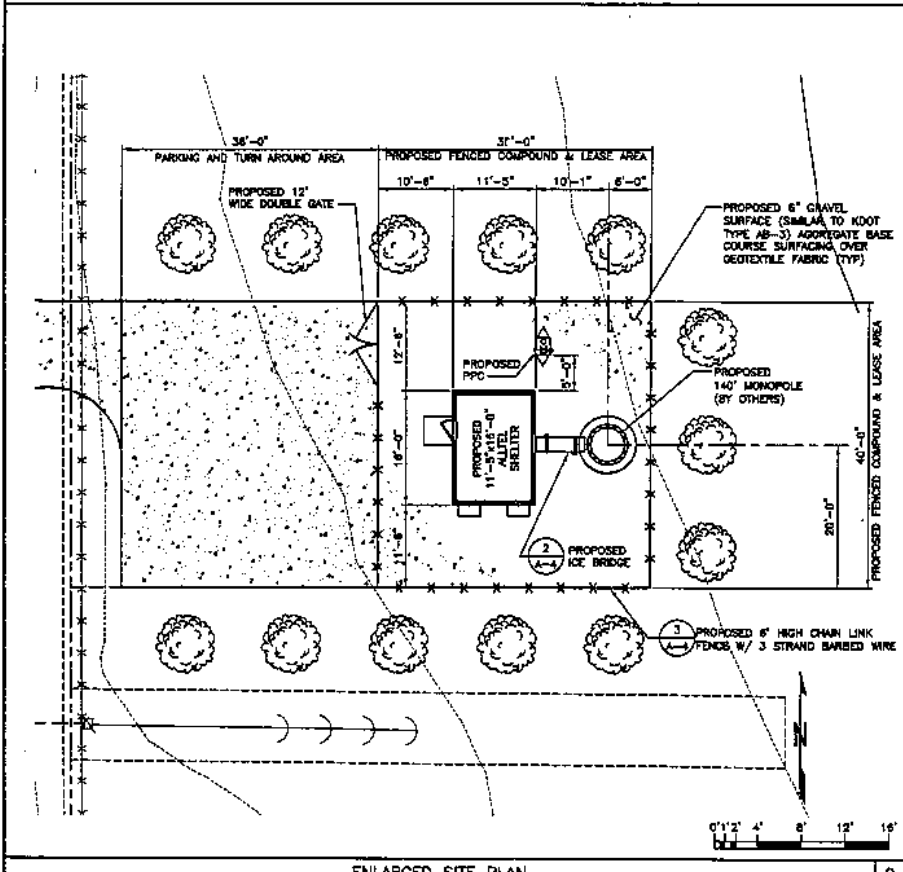 36'-0"
38'-0"
PARKING AND TURN AROUND AREA
PROPOSED FENCED COMPOUND & LEASE AREA
10'-6"
11'-5"
10'-1"
6'-0"
PROPOSED 12'
WIDE DOUBLE GATE
PROPOSED 6" GRAVEL
SURFACE (SIMILAR TO KDOT
TYPE AB-3) AGGREGATE BASE
COURSE SURFACING OVER
GEOTEXTILE FABRIC (TYP)
12'-6"
PROPOSED
PPC
5'-0"
PROPOSED
140' MONOPOLE
(BY OTHERS)
16'-0"
PROPOSED
11'-5"x16'-0"
ALLTEL
SHELTER
40'-0"
PROPOSED FENCED COMPOUND & LEASE AREA
20'-0"
11'-6"
2
A-4
PROPOSED
ICE BRIDGE
3
A-4
PROPOSED 6' HIGH CHAIN LINK
FENCE W/ 3 STRAND BARBED WIRE
N
0' 1' 2' 4' 8' 12' 16'
ENLARGED SITE PLAN